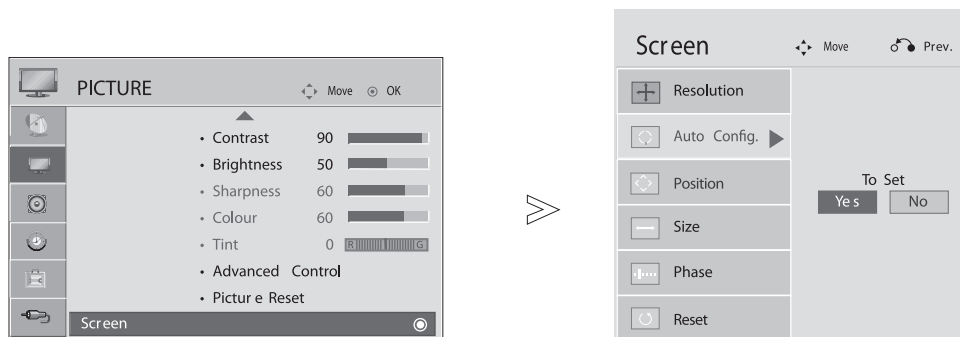 PICTURE Move OK
• Contrast 90
• Brightness 50
• Sharpness 60
• Colour 60
• Tint 0 R G
• Advanced Control
• Pictur e Reset
Screen
Screen Move Prev.
Resolution
Auto Config.
Position
Size
Phase
Reset
To Set
Ye s No